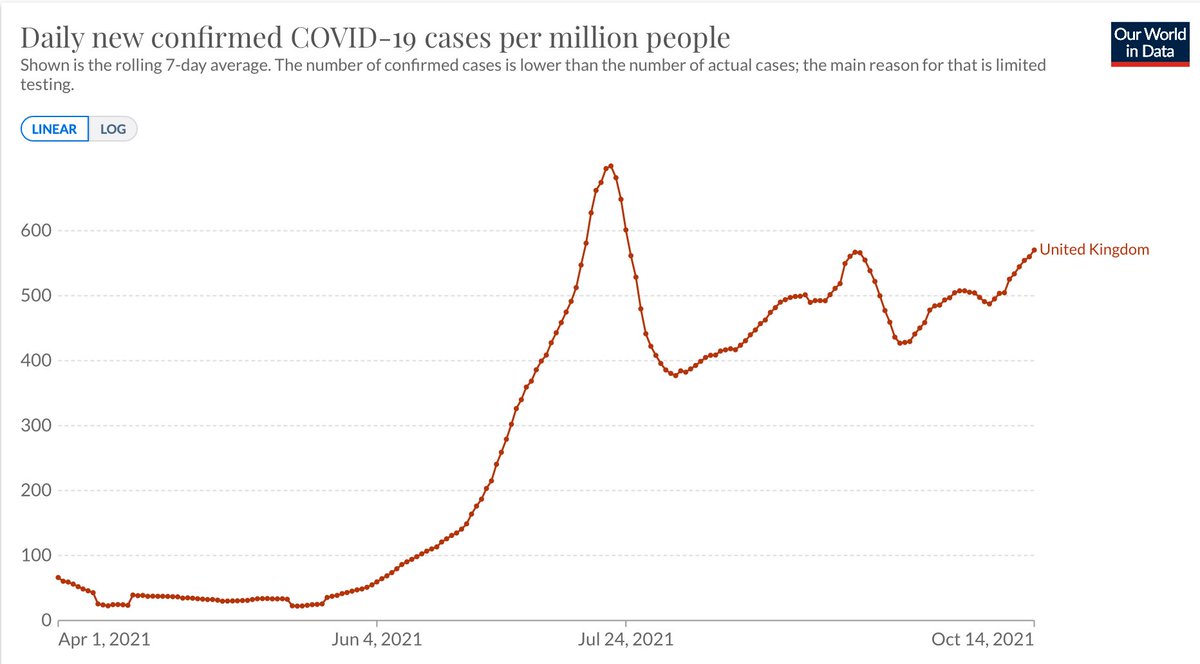 Daily new confirmed COVID-19 cases per million people
Our World
in Data
Shown is the rolling 7-day average. The number of confirmed cases is lower than the number of actual cases; the main reason for that is limited
testing.
LINEAR LOG
600
United Kingdom
500
400
300
200
100
0
Apr 1, 2021 Jun 4, 2021 Jul 24, 2021 Oct 14, 2021